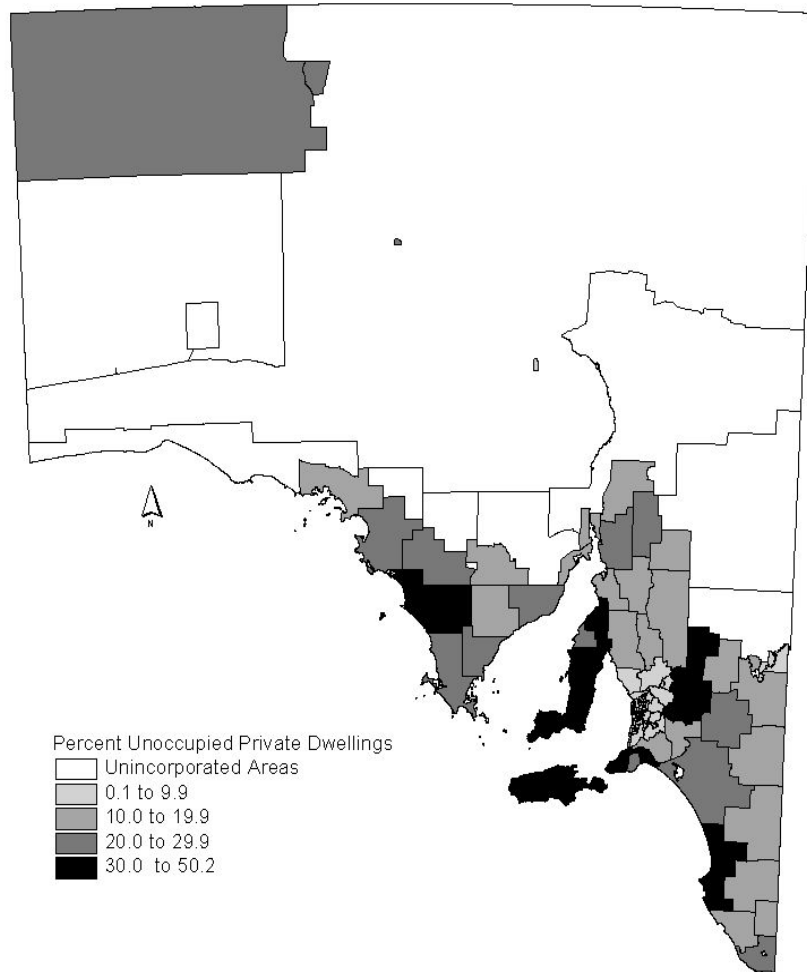 N
Percent Unoccupied Private Dwellings
Unincorporated Areas
0.1 to 9.9
10.0 to 19.9
20.0 to 29.9
30.0 to 50.2